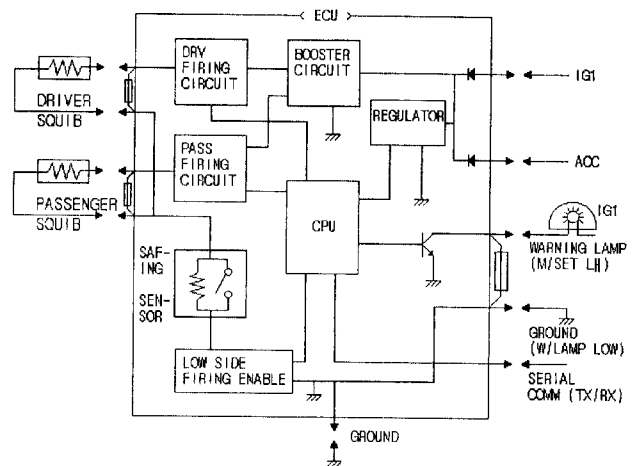 ECU
DRV
FIRING
CIRCUIT
BOOSTER
CIRCUIT
IG1
DRIVER
SQUIB
REGULATOR
PASS
FIRING
CIRCUIT
ACC
CPU
PASSENGER
SQUIB
IG1
WARNING LAMP
(M/SET LH)
SAF-
ING
SEN-
SOR
GROUND
(W/LAMP LOW)
LOW SIDE
FIRING ENABLE
SERIAL
COMM (TX/RX)
GROUND